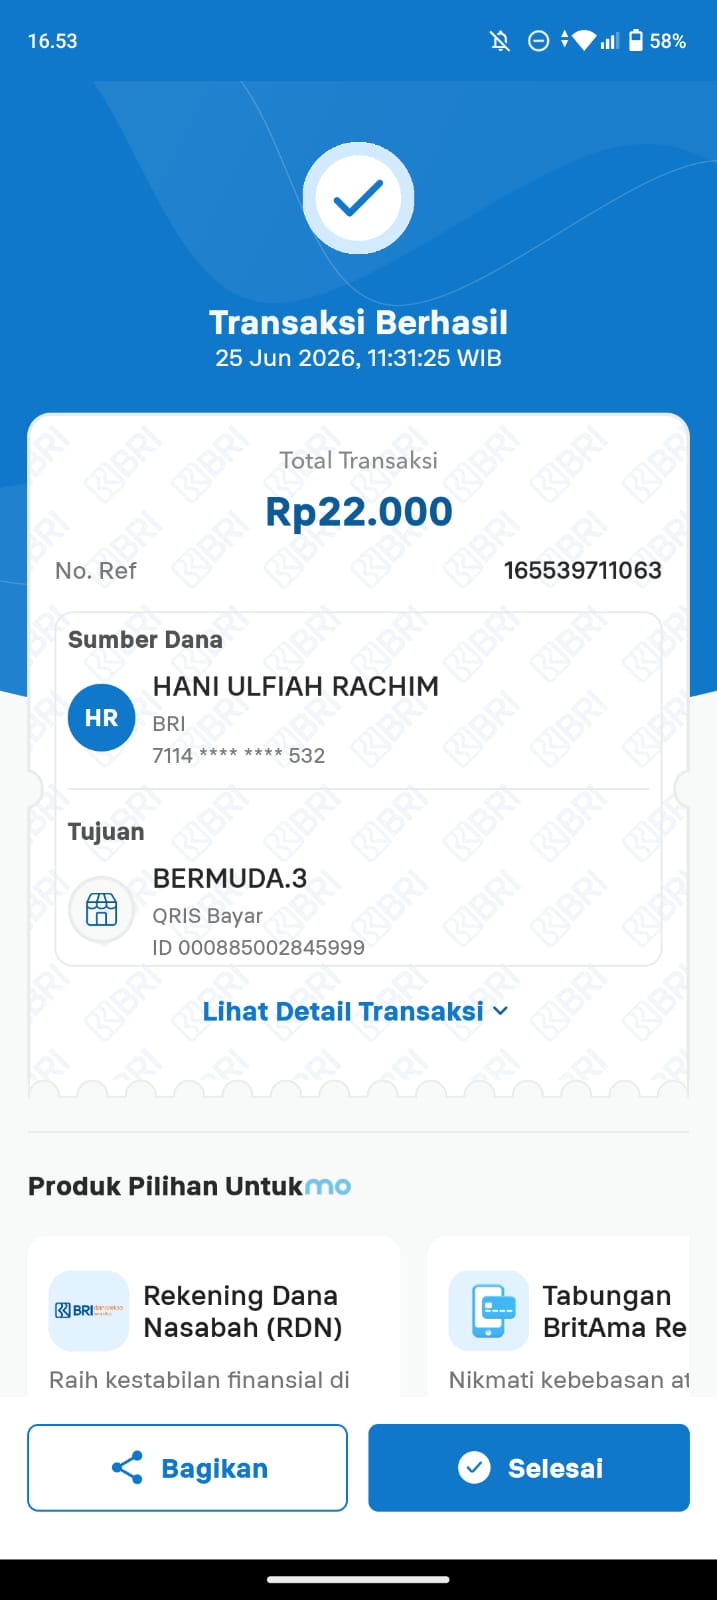 16.53
58%
Transaksi Berhasil
25 Jun 2026, 11:31:25 WIB
Total Transaksi
Rp22.000
No. Ref 165539711063
Sumber Dana
HR
HANI ULFIAH RACHIM
BRI
7114 **** **** 532
Tujuan
BERMUDA.3
QRIS Bayar
ID 000885002845999
Lihat Detail Transaksi
Produk Pilihan Untukmo
BRI
Rekening Dana
Nasabah (RDN)
Raih kestabilan finansial di
Tabungan
BritAma Re
Nikmati kebebasan at
Bagikan
Selesai